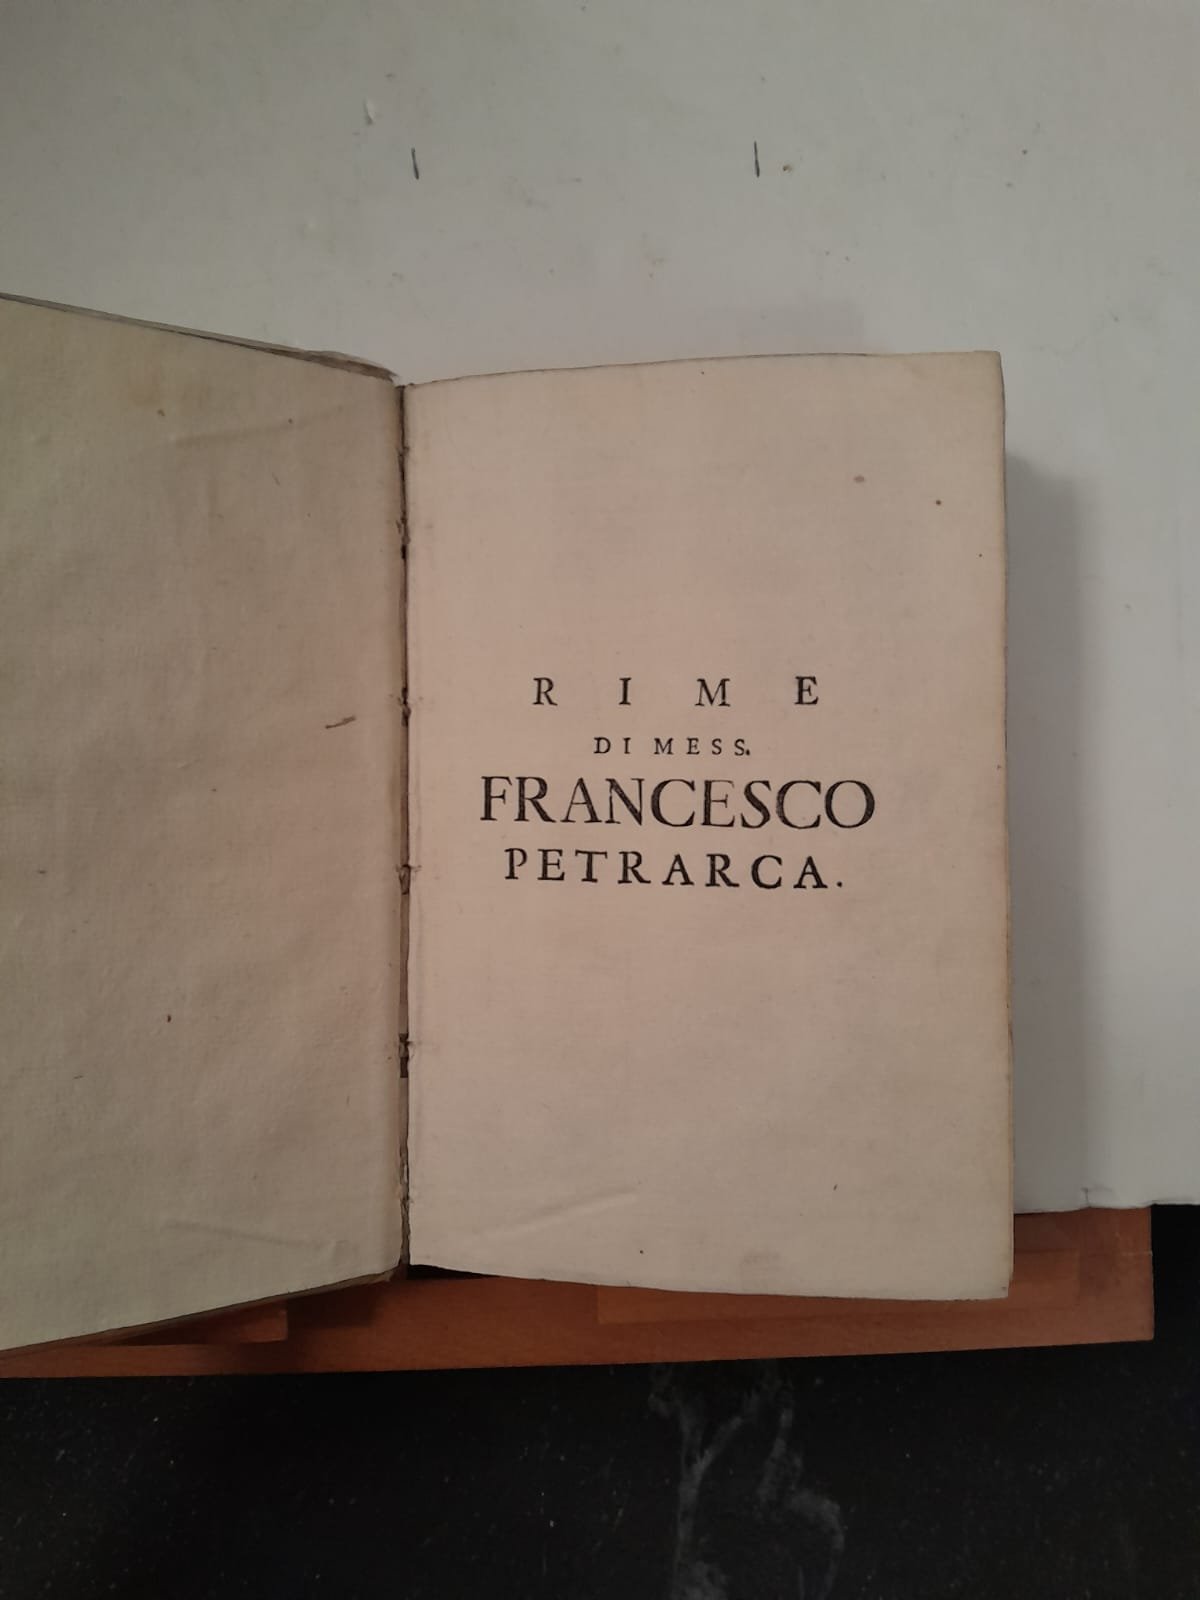 RIME
DI MESS.
FRANCESCO
PETRARCA.